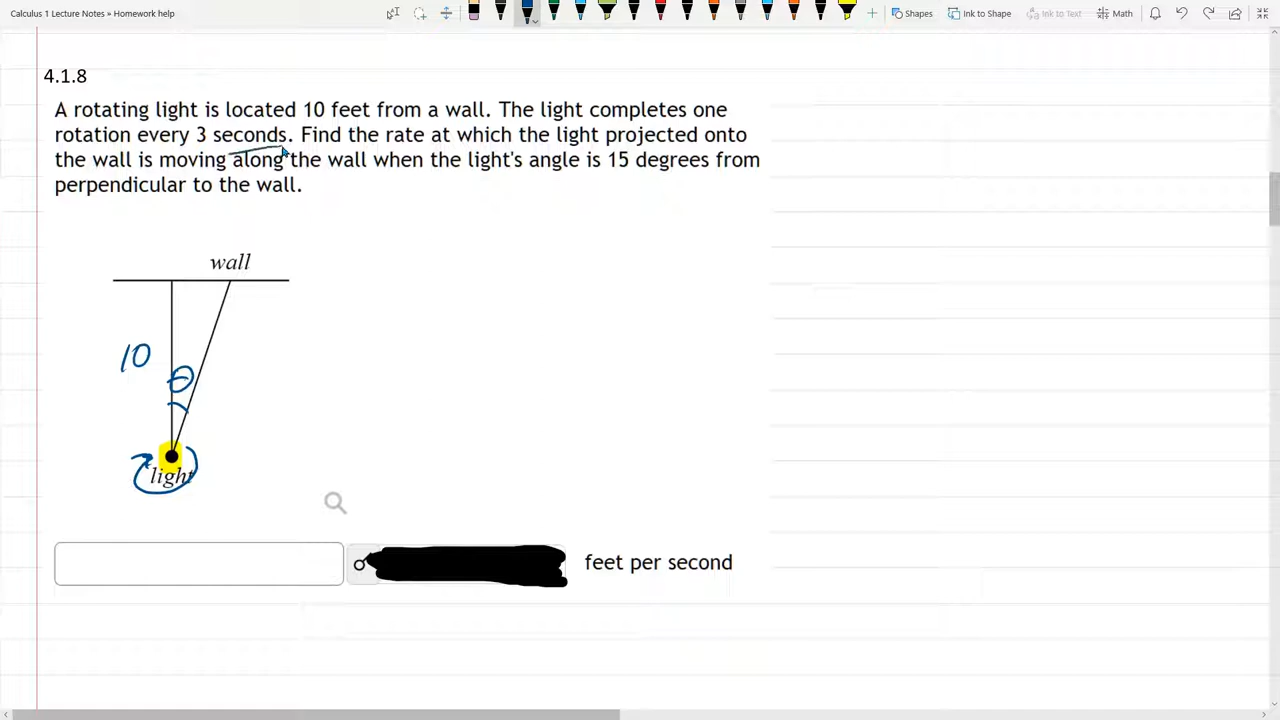 Calculus 1 Lecture Notes » Homework help
Shapes
Ink to Shape
Ink to Text
Math
4.1.8
A rotating light is located 10 feet from a wall. The light completes one
rotation every 3 seconds. Find the rate at which the light projected onto
the wall is moving along the wall when the light's angle is 15 degrees from
perpendicular to the wall.
wall
10
θ
light
feet per second